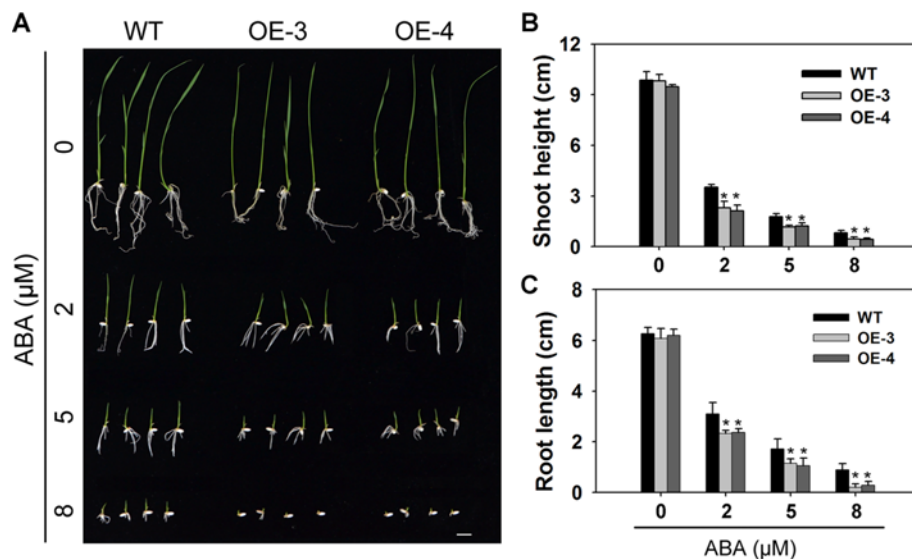 A
WT OE-3 OE-4
ABA (μM)
0
2
5
8
B
Shoot height (cm)
12
9
6
3
0
WT
OE-3
OE-4
* *
* *
* *
0 2 5 8
C
Root length (cm)
8
6
4
2
0
WT
OE-3
OE-4
* *
* *
* *
0 2 5 8
ABA (μM)